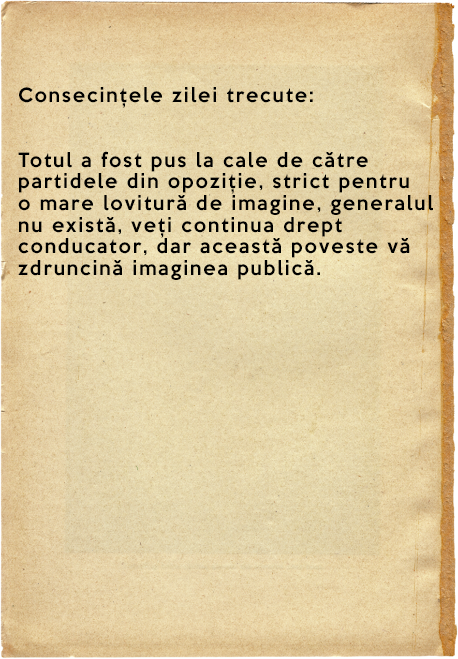 Consecințele zilei trecute:
Totul a fost pus la cale de către
partidele din opoziție, strict pentru
o mare lovitură de imagine, generalul
nu există, veți continua drept
conducator, dar această poveste vă
zdruncină imaginea publică.